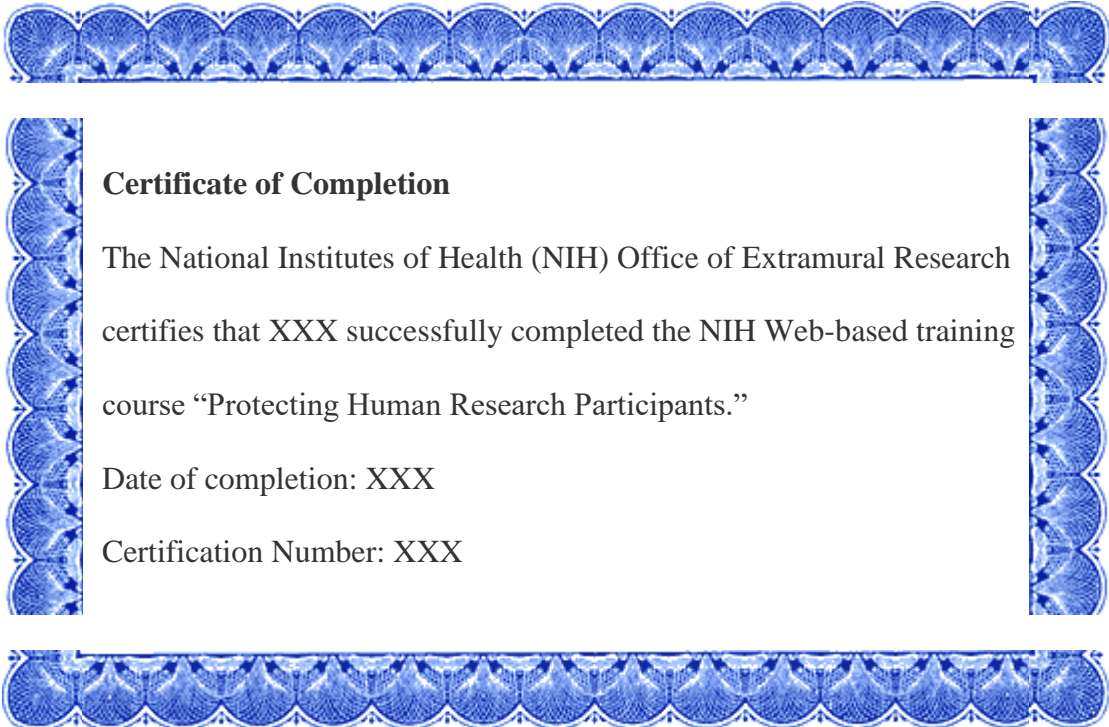 Certificate of Completion
The National Institutes of Health (NIH) Office of Extramural Research
certifies that XXX successfully completed the NIH Web-based training
course “Protecting Human Research Participants.”
Date of completion: XXX
Certification Number: XXX